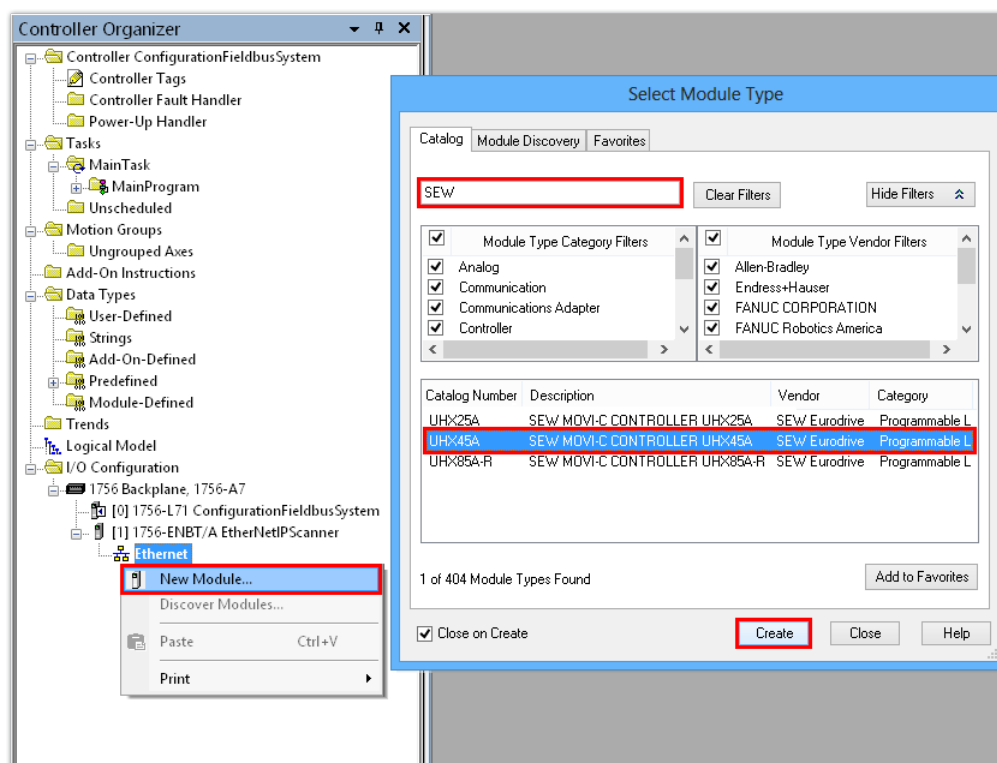 Controller Organizer
Controller ConfigurationFieldbusSystem
Controller Tags
Controller Fault Handler
Power-Up Handler
Tasks
MainTask
MainProgram
Unscheduled
Motion Groups
Ungrouped Axes
Add-On Instructions
Data Types
User-Defined
Strings
Add-On-Defined
Predefined
Module-Defined
Trends
Logical Model
I/O Configuration
1756 Backplane, 1756-A7
[0] 1756-L71 ConfigurationFieldbusSystem
[1] 1756-ENBT/A EtherNetIPScanner
Ethernet
New Module...
Discover Modules...
Paste Ctrl+V
Print
Select Module Type
Catalog Module Discovery Favorites
SEW Clear Filters Hide Filters
Module Type Category Filters
Analog
Communication
Communications Adapter
Controller
Module Type Vendor Filters
Allen-Bradley
Endress+Hauser
FANUC CORPORATION
FANUC Robotics America
Catalog Number Description Vendor Category
UHX25A SEW MOVI-C CONTROLLER UHX25A SEW Eurodrive Programmable L
UHX45A SEW MOVI-C CONTROLLER UHX45A SEW Eurodrive Programmable L
UHX85A-R SEW MOVI-C CONTROLLER UHX85A-R SEW Eurodrive Programmable L
1 of 404 Module Types Found Add to Favorites
Close on Create Create Close Help